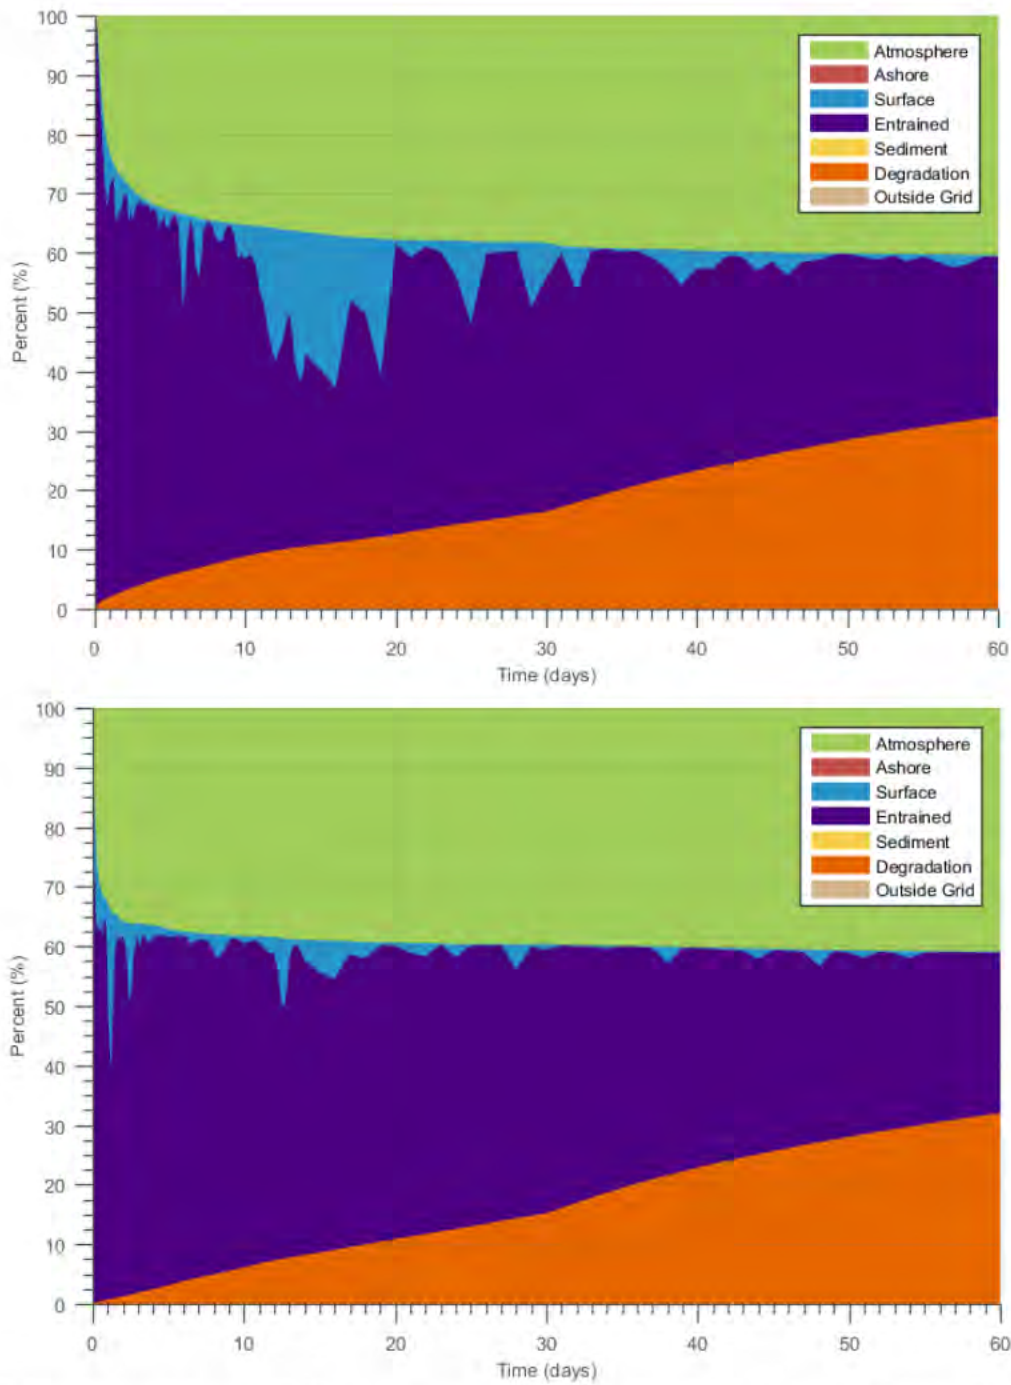 100
90
80
70
60
50
40
30
20
10
0
Percent (%)
Atmosphere
Ashore
Surface
Entrained
Sediment
Degradation
Outside Grid
0 10 20 30 40 50 60
Time (days)
100
90
80
70
60
50
40
30
20
10
0
Percent (%)
Atmosphere
Ashore
Surface
Entrained
Sediment
Degradation
Outside Grid
0 10 20 30 40 50 60
Time (days)